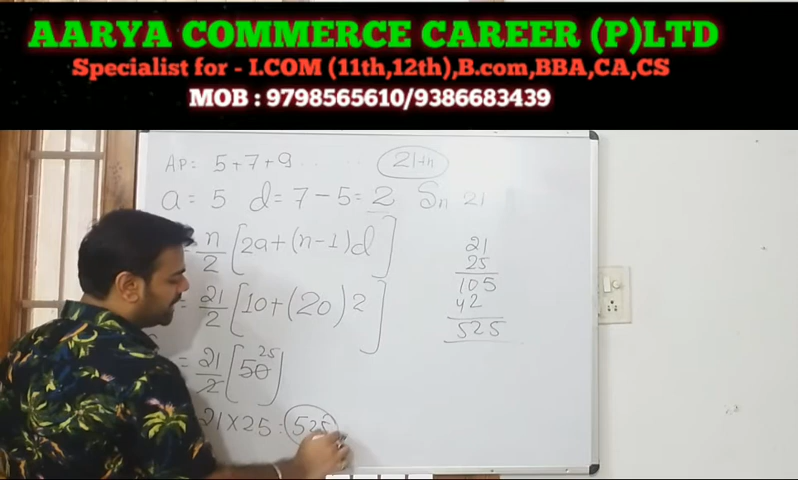 AARYA COMMERCE CAREER (P)LTD
Specialist for - I.COM (11th,12th),B.com,BBA,CA,CS
MOB : 9798565610/9386683439
AP: 5+7+9 ...... 21th
a = 5 d = 7 - 5 = 2 Sn 21
= n/2 [2a+(n-1)d]
= 21/2 [10+(20)2]
= 21/2 [50] 25
21×25 = 525
21
25
105
42
525